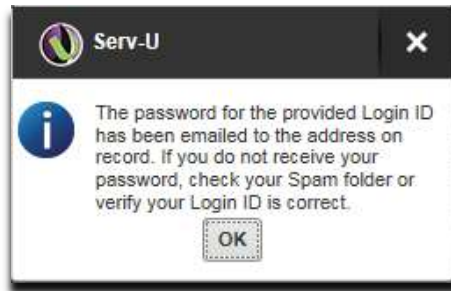 Serv-U
The password for the provided Login ID
has been emailed to the address on
record. If you do not receive your
password, check your Spam folder or
verify your Login ID is correct.
OK